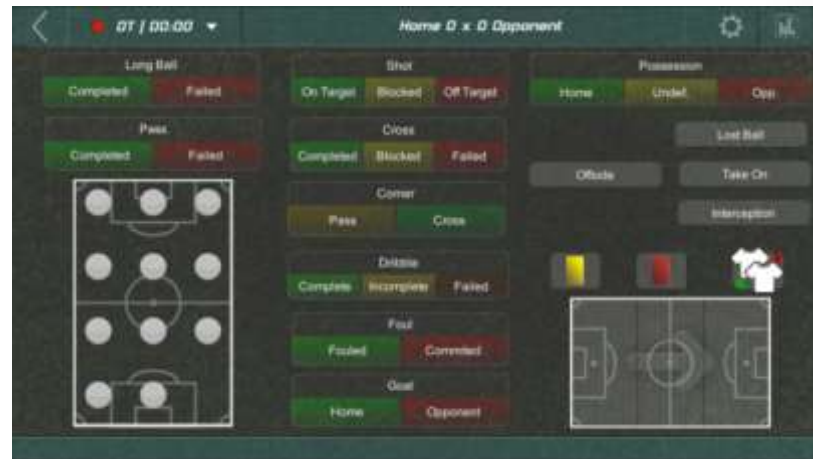 0T / 00:00
Home 0 x 0 Opponent
Long Ball
Completed Failed
Pass
Completed Failed
Shot
On Target Blocked Off Target
Cross
Completed Blocked Failed
Corner
Pass Cross
Dribble
Complete Incomplete Failed
Foul
Fouled Commited
Goal
Home Opponent
Possession
Home Undef. Opp.
Lost Ball
Offside Take On
Interception